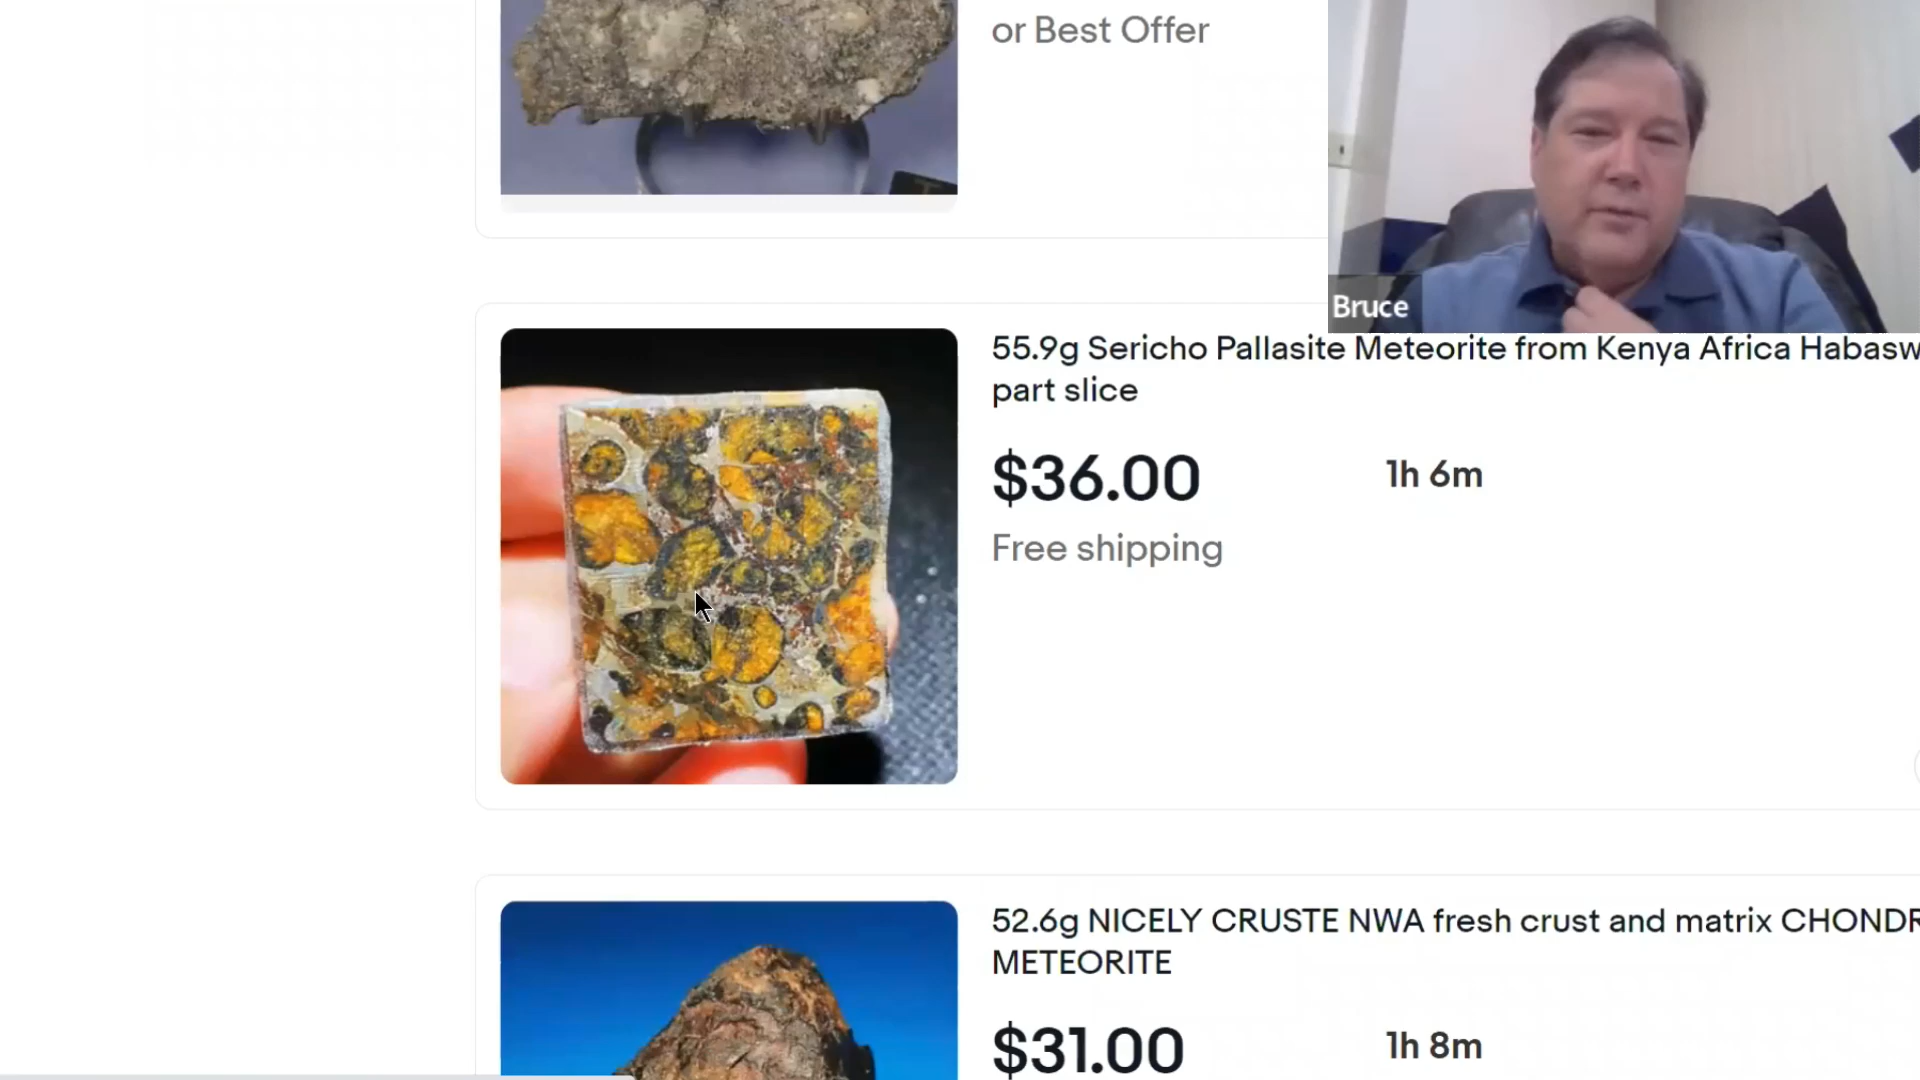 or Best Offer
Bruce
55.9g Sericho Pallasite Meteorite from Kenya Africa Habasw
part slice
$36.00
1h 6m
Free shipping
52.6g NICELY CRUSTE NWA fresh crust and matrix CHONDR
METEORITE
$31.00
1h 8m